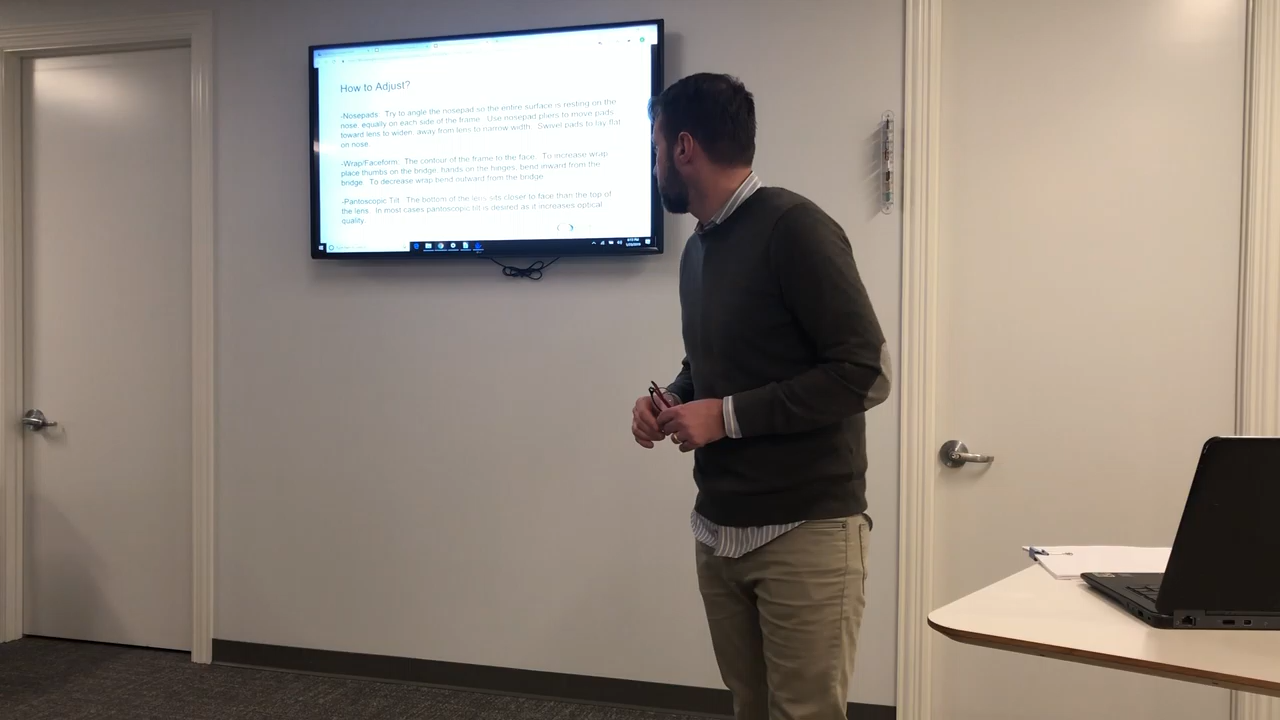 How to Adjust?
-Nosepads: Try to angle the nosepad so the entire surface is resting on the
nose, equally on each side of the frame. Use nosepad pliers to move pads
toward lens to widen, away from lens to narrow width. Swivel pads to lay flat
on nose.
-Wrap/Faceform: The contour of the frame to the face. To increase wrap
place thumbs on the bridge, hands on the hinges, bend inward from the
bridge. To decrease wrap bend outward from the bridge.
-Pantoscopic Tilt: The bottom of the lens sits closer to face than the top of
the lens. In most cases pantoscopic tilt is desired as it increases optical
quality.